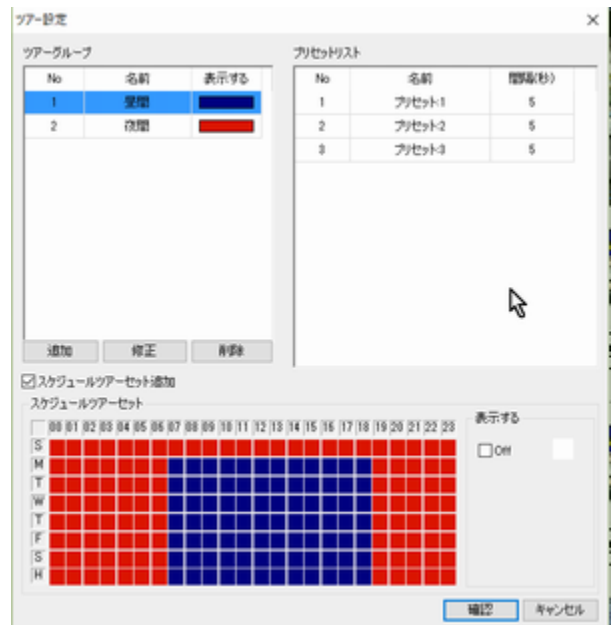 ツアー設定
ツアーグループ
No 名前 表示する
1 昼間
2 夜間
追加 修正 削除
プリセットリスト
No 名前 間隔(秒)
1 プリセット:1 5
2 プリセット:2 5
3 プリセット:3 5
スケジュールツアーセット追加
スケジュールツアーセット
00 01 02 03 04 05 06 07 08 09 10 11 12 13 14 15 16 17 18 19 20 21 22 23
S
M
T
W
T
F
S
H
表示する
Off
確認 キャンセル